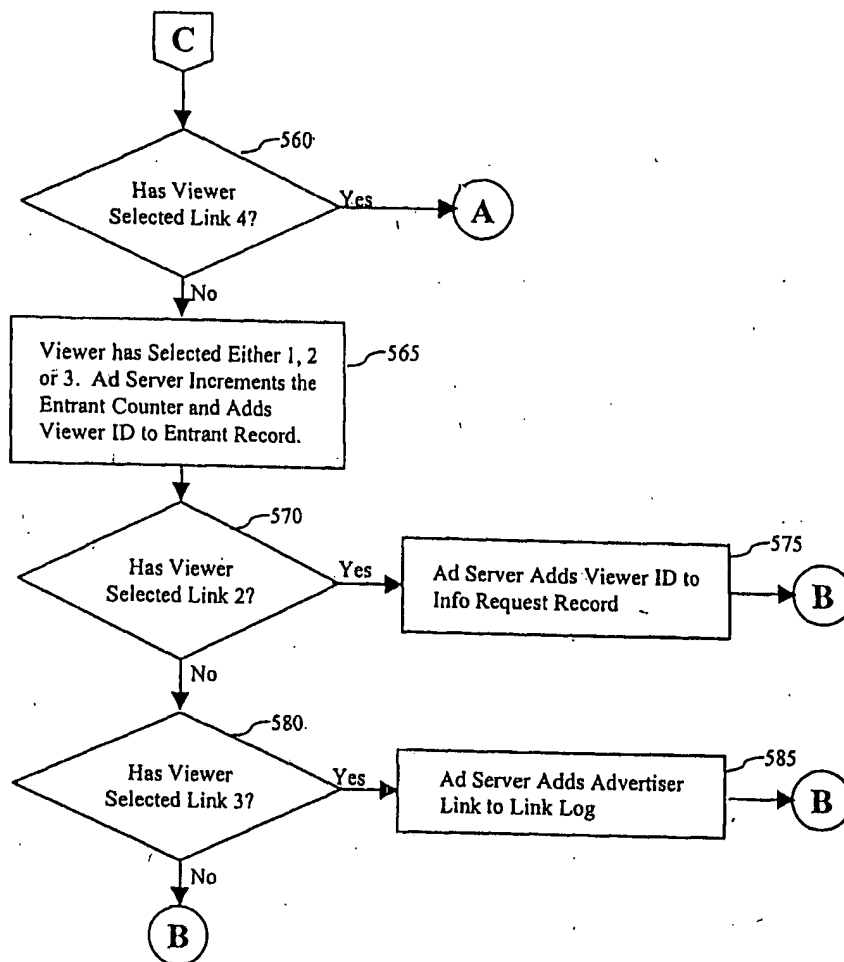 C
560
Has Viewer
Selected Link 4?
Yes
A
No
Viewer has Selected Either 1, 2
or 3. Ad Server Increments the
Entrant Counter and Adds
Viewer ID to Entrant Record.
565
570
Has Viewer
Selected Link 2?
Yes
Ad Server Adds Viewer ID to
Info Request Record
575
B
No
580
Has Viewer
Selected Link 3?
Yes
Ad Server Adds Advertiser
Link to Link Log
585
B
No
B